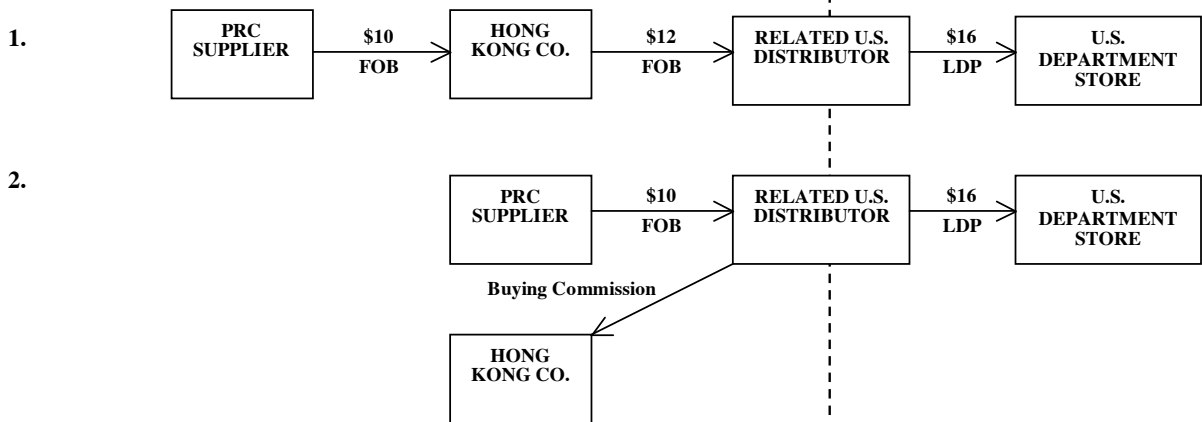 1.
PRC
SUPPLIER
$10
FOB
HONG
KONG CO.
$12
FOB
RELATED U.S.
DISTRIBUTOR
$16
LDP
U.S.
DEPARTMENT
STORE
2.
PRC
SUPPLIER
$10
FOB
RELATED U.S.
DISTRIBUTOR
$16
LDP
U.S.
DEPARTMENT
STORE
Buying Commission
HONG
KONG CO.